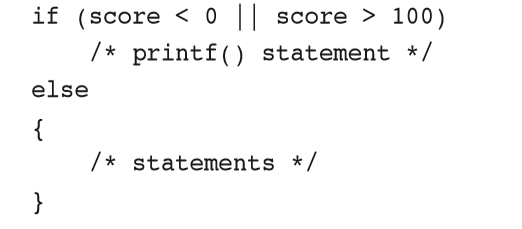 if (score < 0 || score > 100)
    /* printf() statement */
else
{
    /* statements */
}